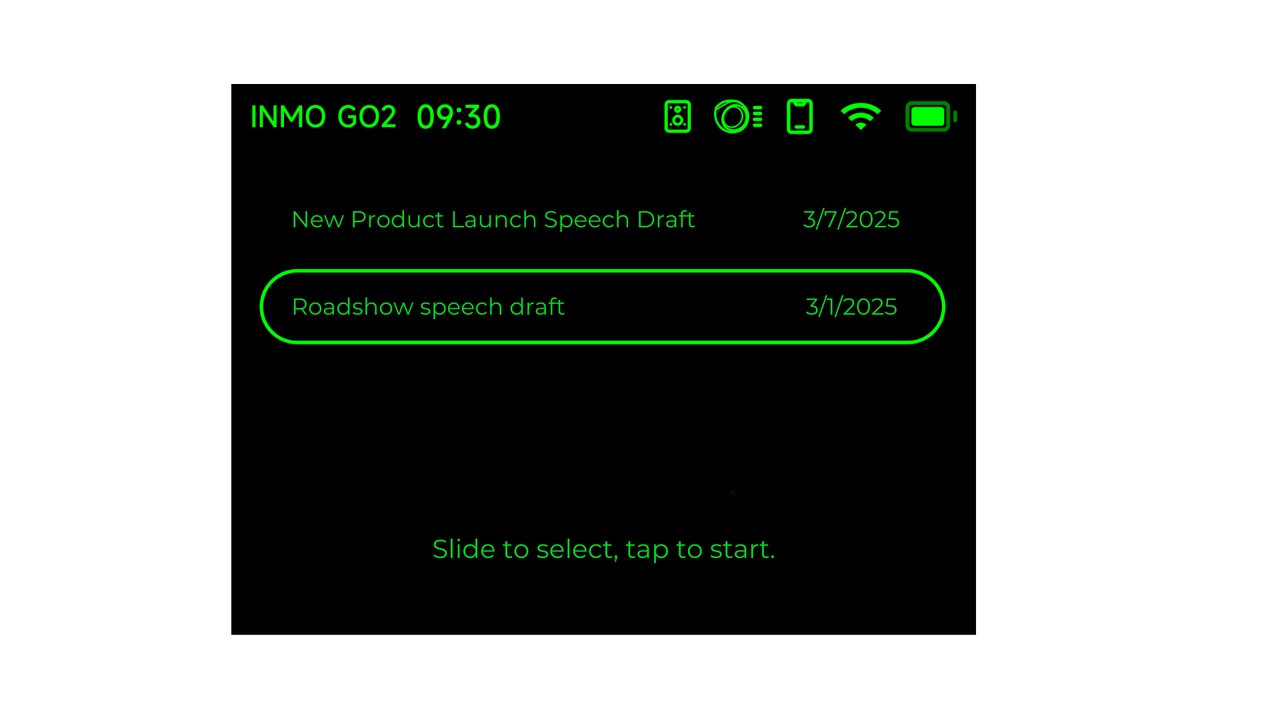 INMO GO2 09:30
New Product Launch Speech Draft 3/7/2025
Roadshow speech draft 3/1/2025
Slide to select, tap to start.